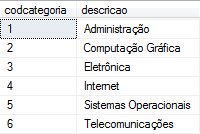 codcategoria descricao
1 Administração
2 Computação Gráfica
3 Eletrônica
4 Internet
5 Sistemas Operacionais
6 Telecomunicações